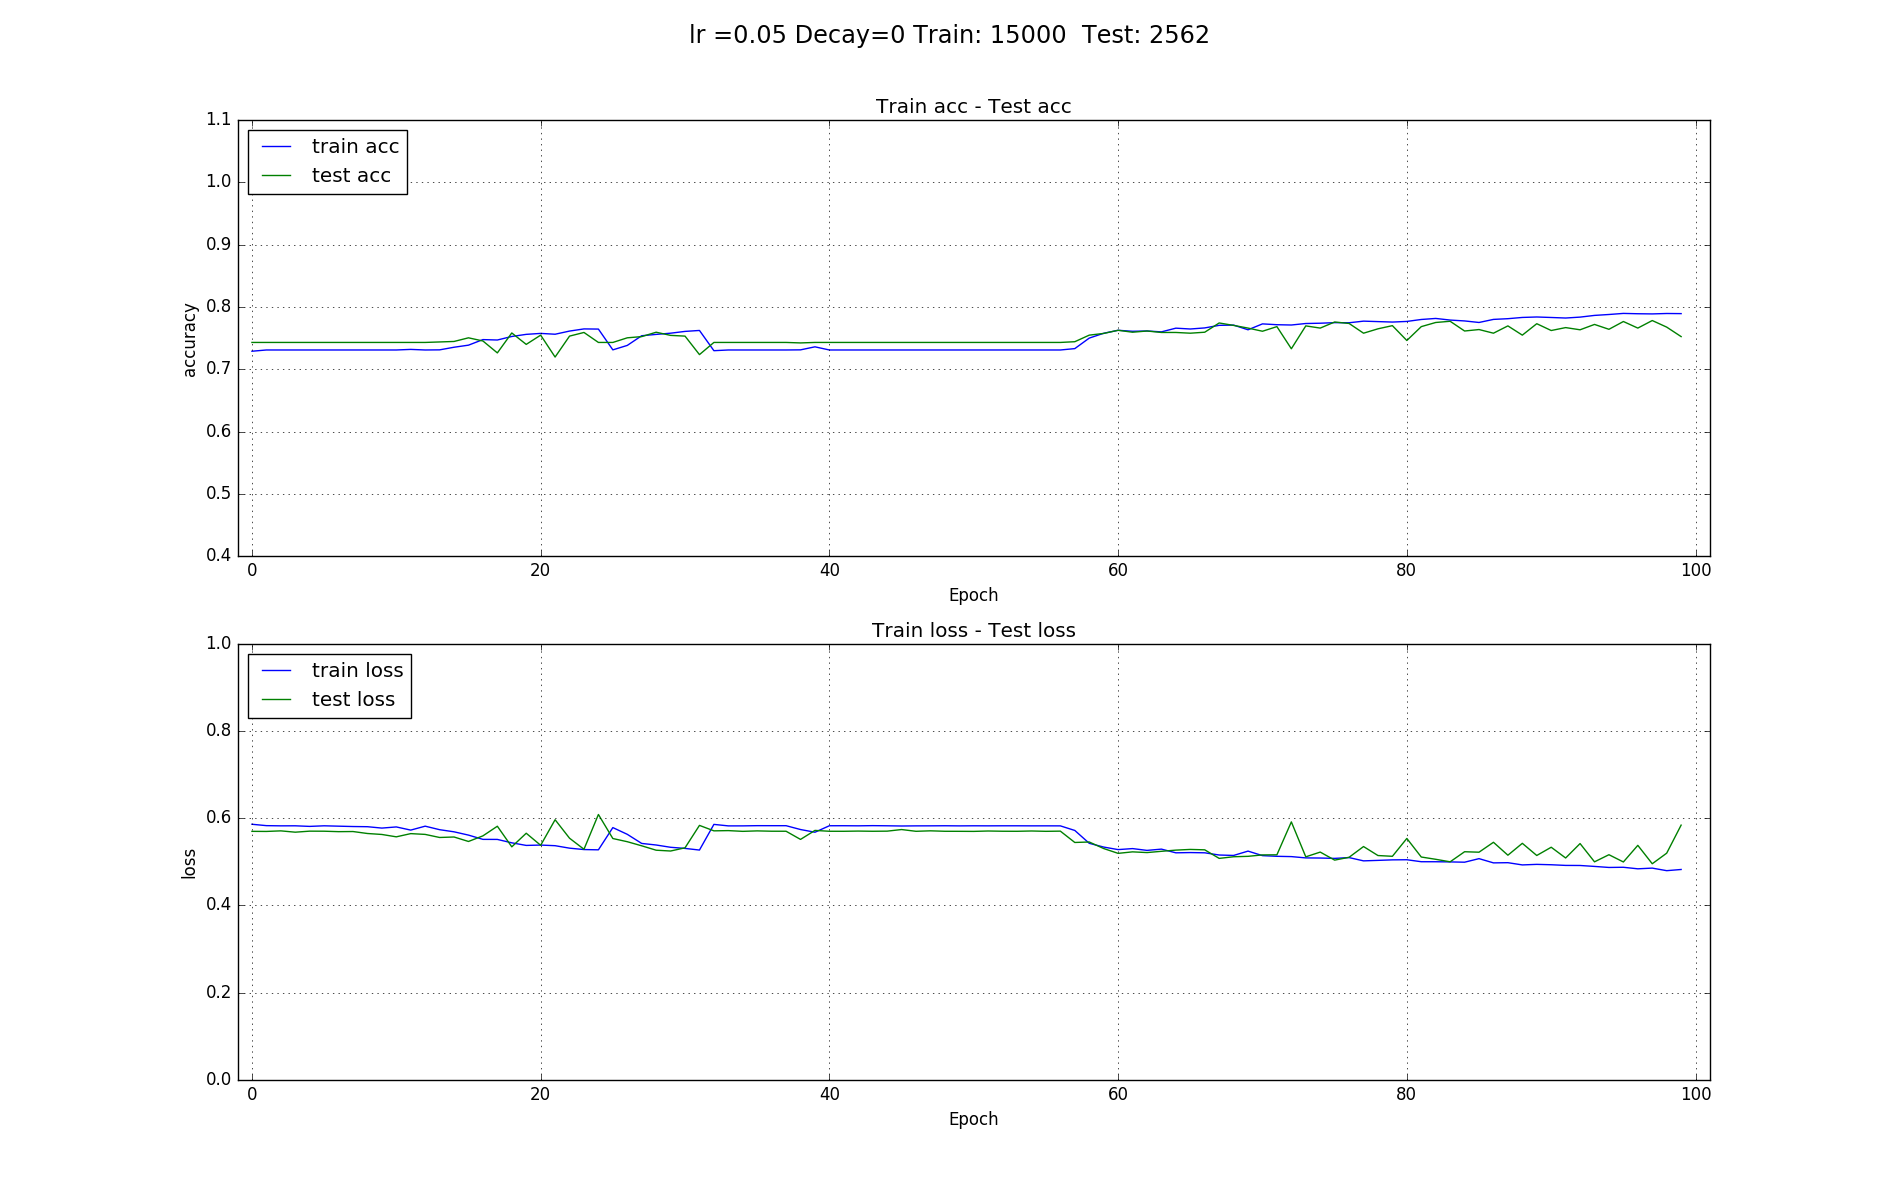 lr =0.05 Decay=0 Train: 15000  Test: 2562
Train acc - Test acc
1.1
1.0
0.9
0.8
0.7
0.6
0.5
0.4
accuracy
train acc
test acc
0 20 40 60 80 100
Epoch
Train loss - Test loss
1.0
0.8
0.6
0.4
0.2
0.0
loss
train loss
test loss
0 20 40 60 80 100
Epoch